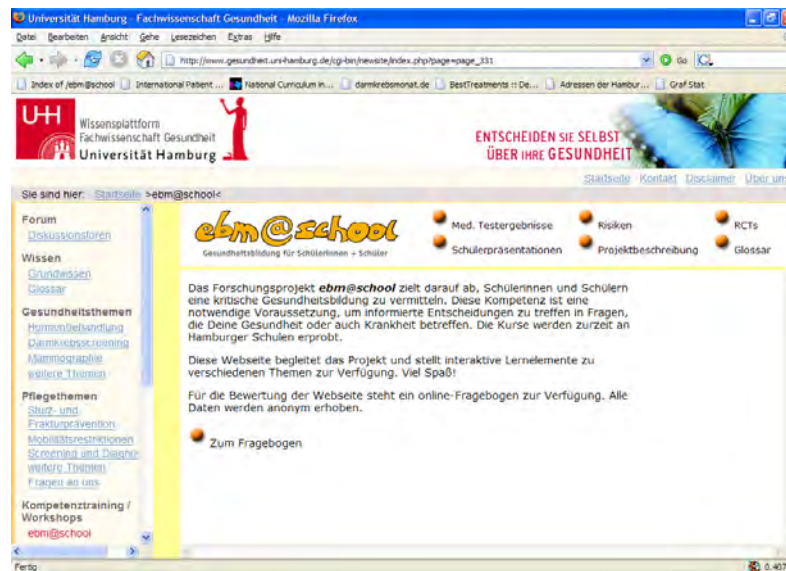 Universität Hamburg - Fachwissenschaft Gesundheit - Mozilla Firefox
Datei Bearbeiten Ansicht Gehe Lesezeichen Extras Hilfe
http://www.gesundheit.uni-hamburg.de/cgi-bin/newsite/index.php?page=page_331
Go
Index of /ebm@school International Patient ... National Curriculum in... darmkrebsmonat.de BestTreatments :: De... Adressen der Hambur... Graf Stat
UH
Wissensplattform
Fachwissenschaft Gesundheit
Universität Hamburg
ENTSCHEIDEN SIE SELBST
ÜBER IHRE GESUNDHEIT
Startseite Kontakt Disclaimer Über uns
Sie sind hier: Startseite >ebm@school<
Forum
Diskussionsforen
Wissen
Grundwissen
Glossar
Gesundheitsthemen
Hormonbehandlung
Darmkrebsscreening
Mammographie
weitere Themen
Pflegethemen
Sturz- und
Frakturprävention
Mobilitätsrestriktionen
Screening und Diagno
weitere Themen
Fragen an uns
Kompetenztraining /
Workshops
ebm@school
ebm@school
Gesundheitsbildung für Schülerinnen + Schüler
Med. Testergebnisse
Risiken
RCTs
Schülerpräsentationen
Projektbeschreibung
Glossar
Das Forschungsprojekt ebm@school zielt darauf ab, Schülerinnen und Schülern
eine kritische Gesundheitsbildung zu vermitteln. Diese Kompetenz ist eine
notwendige Voraussetzung, um informierte Entscheidungen zu treffen in Fragen,
die Deine Gesundheit oder auch Krankheit betreffen. Die Kurse werden zurzeit an
Hamburger Schulen erprobt.
Diese Webseite begleitet das Projekt und stellt interaktive Lernelemente zu
verschiedenen Themen zur Verfügung. Viel Spaß!
Für die Bewertung der Webseite steht ein online-Fragebogen zur Verfügung. Alle
Daten werden anonym erhoben.
Zum Fragebogen
Fertig
0.407